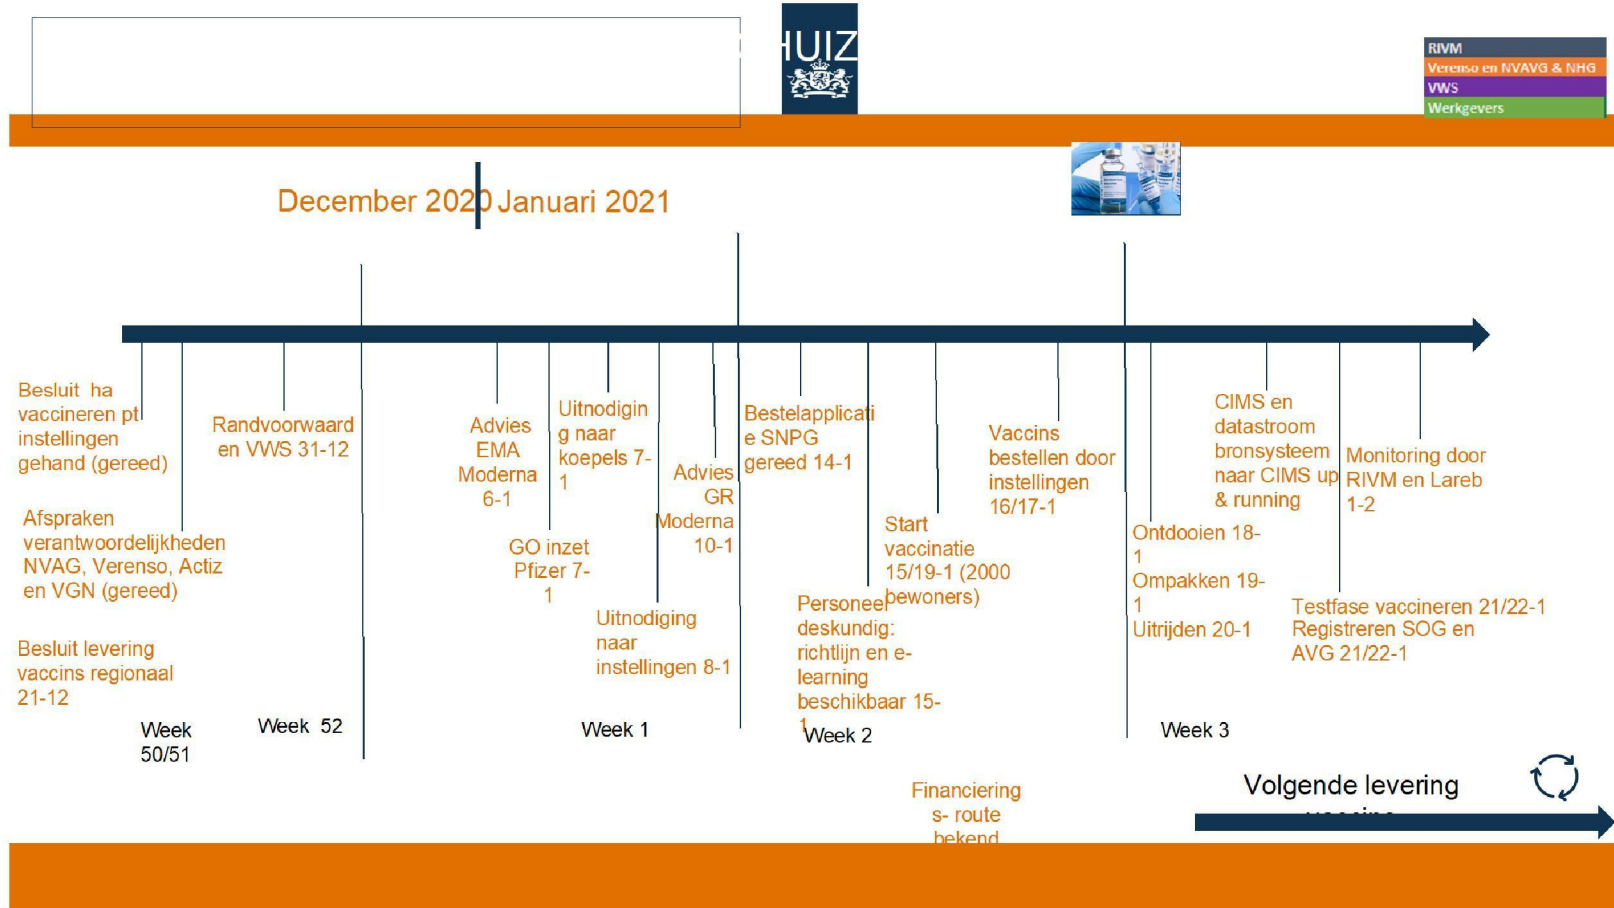 HUIZ
RIVM
Verenso en NVAVG & NHG
VWS
Werkgevers
December 2020
Januari 2021
Besluit ha
vaccineren pt
instellingen
gehand (gereed)
Afspraken
verantwoordelijkheden
NVAG, Verenso, Actiz
en VGN (gereed)
Besluit levering
vaccins regionaal
21-12
Week
50/51
Randvoorwaard
en VWS 31-12
Week 52
Advies
EMA
Moderna
6-1
GO inzet
Pfizer 7-
1
Uitnodigin
g naar
koepels 7-
1
Uitnodiging
naar
instellingen 8-1
Advies
GR
Moderna
10-1
Week 1
Bestelapplicati
e SNPG
gereed 14-1
Personeel
deskundig:
richtlijn en e-
learning
beschikbaar 15-
1
Week 2
Start
vaccinatie
15/19-1 (2000
bewoners)
Vaccins
bestellen door
instellingen
16/17-1
Ontdooien 18-
1
Ompakken 19-
1
Uitrijden 20-1
Week 3
CIMS en
datastroom
bronsysteem
naar CIMS up
& running
Testfase vaccineren 21/22-1
Registreren SOG en
AVG 21/22-1
Monitoring door
RIVM en Lareb
1-2
Financiering
s- route
bekend
Volgende levering
vaccins